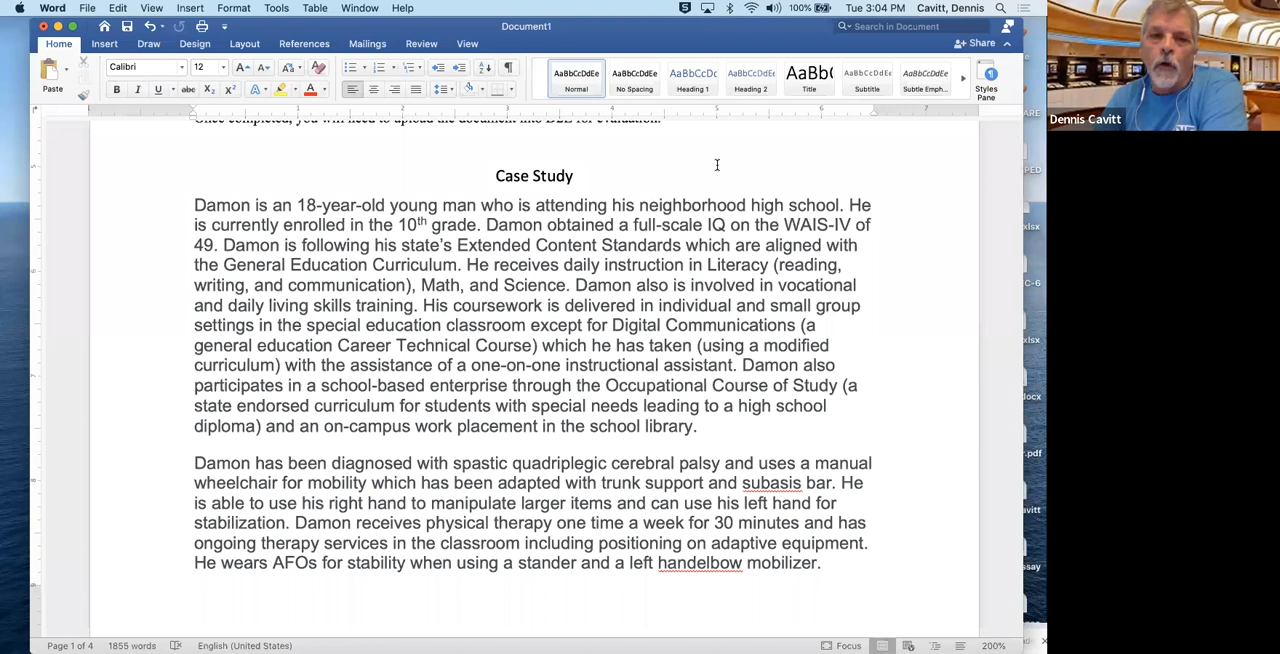 Word File Edit View Insert Format Tools Table Window Help
100% Tue 3:04 PM Cavitt, Dennis
Document1
Search in Document
Home Insert Draw Design Layout References Mailings Review View
Share
Paste
Calibri 12
AaBbCcDdEe AaBbCcDdEe AaBbCcDc AaBbCcDdEe AaBb( AaBbCcDdEe AaBbCcDdEe
Normal No Spacing Heading 1 Heading 2 Title Subtitle Subtle Emph...
Styles
Pane
Dennis Cavitt
Case Study
Damon is an 18-year-old young man who is attending his neighborhood high school. He
is currently enrolled in the 10th grade. Damon obtained a full-scale IQ on the WAIS-IV of
49. Damon is following his state's Extended Content Standards which are aligned with
the General Education Curriculum. He receives daily instruction in Literacy (reading,
writing, and communication), Math, and Science. Damon also is involved in vocational
and daily living skills training. His coursework is delivered in individual and small group
settings in the special education classroom except for Digital Communications (a
general education Career Technical Course) which he has taken (using a modified
curriculum) with the assistance of a one-on-one instructional assistant. Damon also
participates in a school-based enterprise through the Occupational Course of Study (a
state endorsed curriculum for students with special needs leading to a high school
diploma) and an on-campus work placement in the school library.
Damon has been diagnosed with spastic quadriplegic cerebral palsy and uses a manual
wheelchair for mobility which has been adapted with trunk support and subasis bar. He
is able to use his right hand to manipulate larger items and can use his left hand for
stabilization. Damon receives physical therapy one time a week for 30 minutes and has
ongoing therapy services in the classroom including positioning on adaptive equipment.
He wears AFOs for stability when using a stander and a left handelbow mobilizer.
Page 1 of 4 1855 words English (United States) Focus 200%